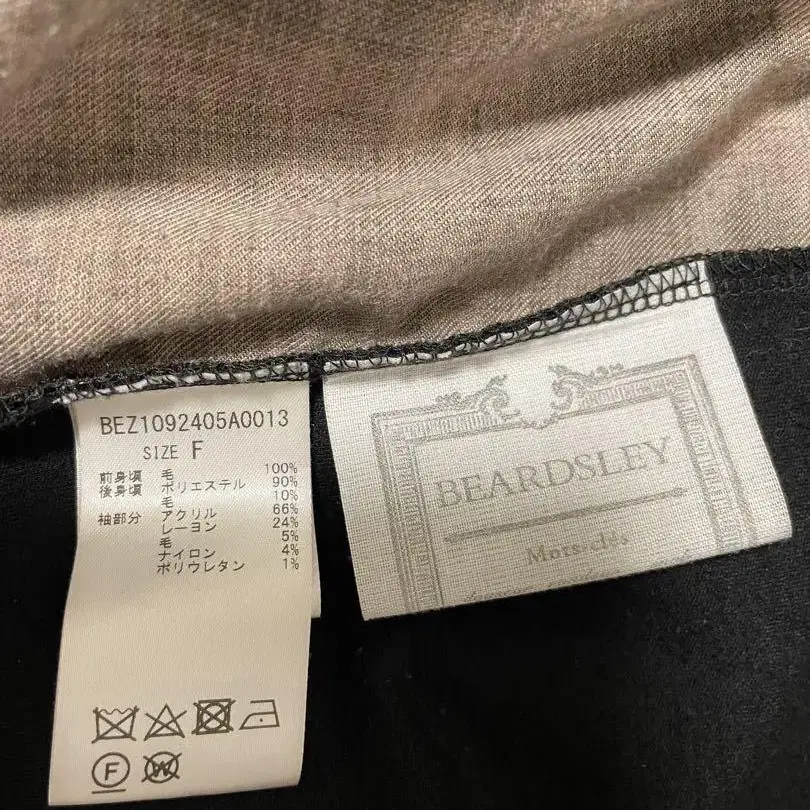 BEZ1092405A0013
SIZE F
前身頃 毛 100%
後身頃 ポリエステル 90%
毛 10%
袖部分 アクリル 66%
レーヨン 24%
毛 5%
ナイロン 4%
ポリウレタン 1%
F
W
BEARDSLEY
Mots-clés